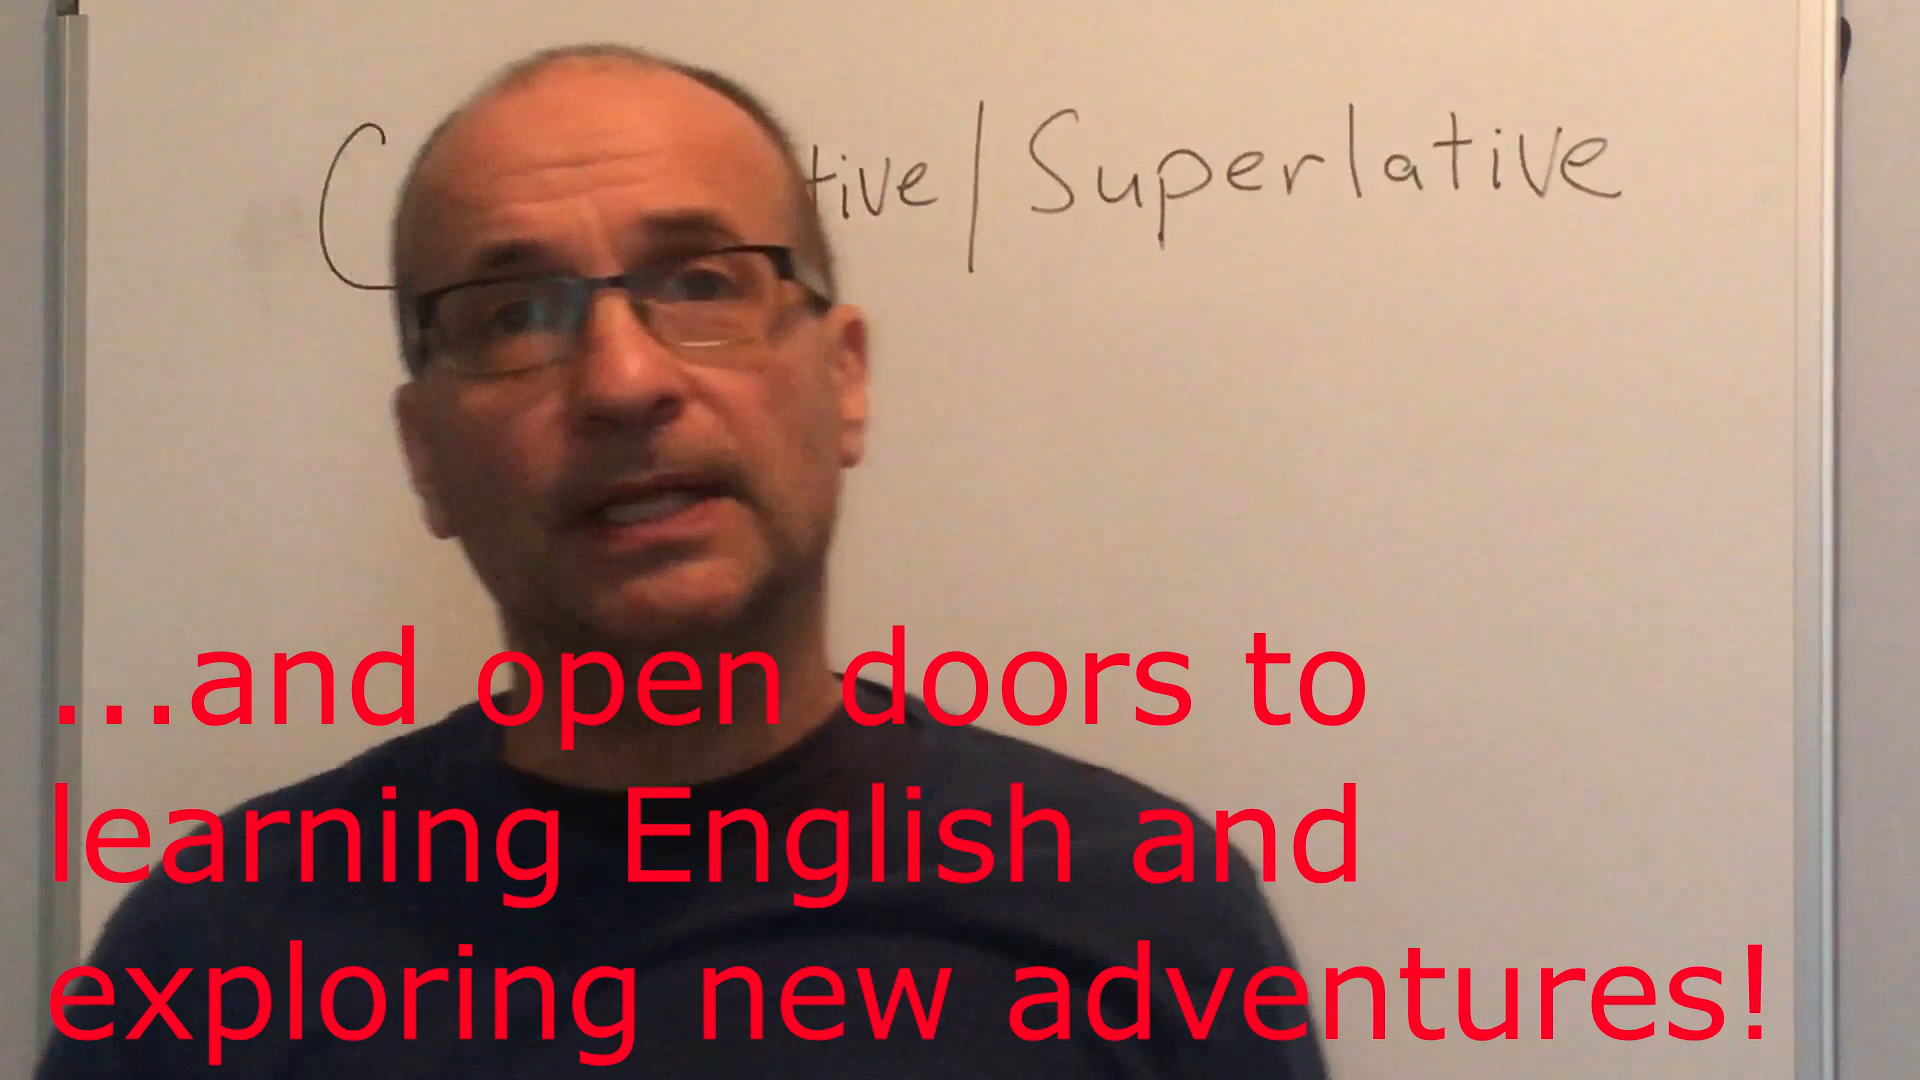 C tive/Superlative
...and open doors to
learning English and
exploring new adventures!